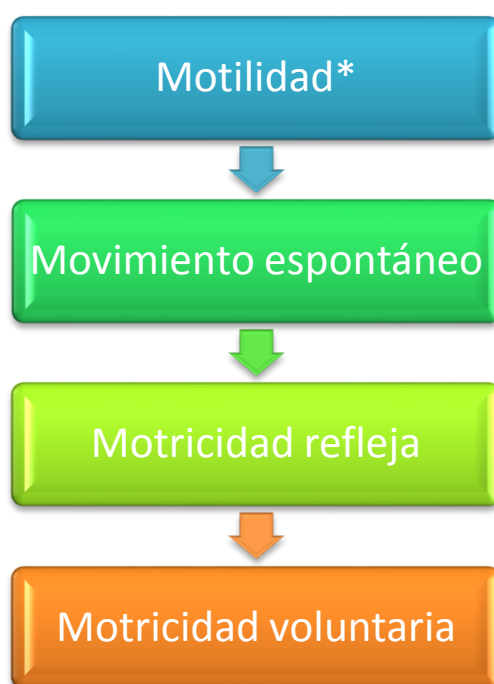 Motilidad*
Movimiento espontáneo
Motricidad refleja
Motricidad voluntaria